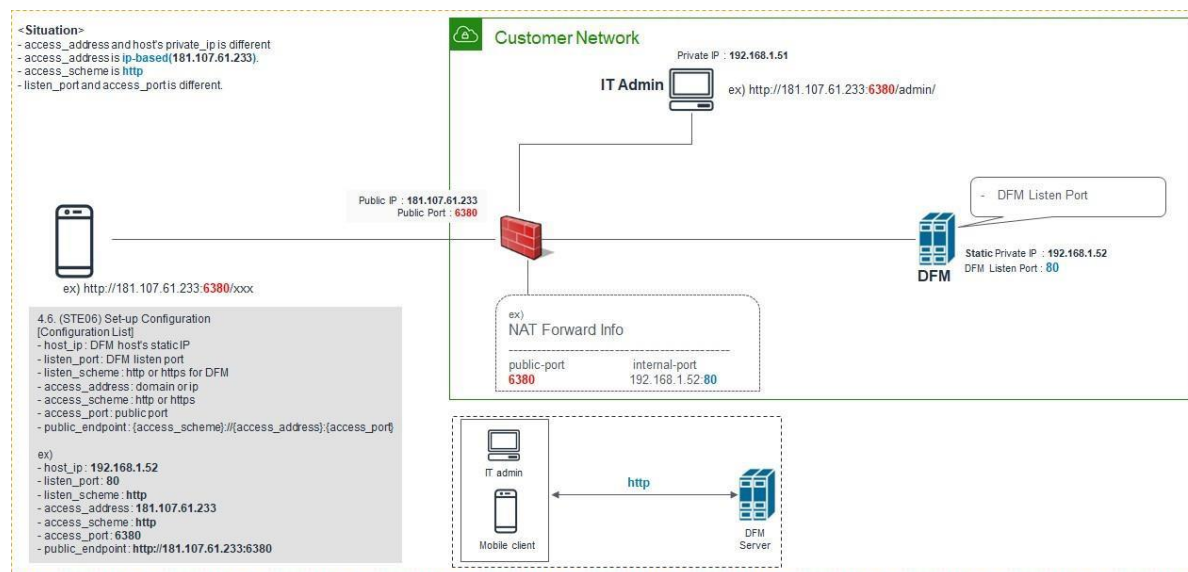 <Situation>
- access_address and host's private_ip is different
- access_address is ip-based(181.107.61.233).
- access_scheme is http
- listen_port and access_port is different.
Customer Network
Private IP : 192.168.1.51
IT Admin
ex) http://181.107.61.233:6380/admin/
Public IP : 181.107.61.233
Public Port : 6380
- DFM Listen Port
DFM
Static Private IP : 192.168.1.52
DFM Listen Port : 80
ex) http://181.107.61.233:6380/xxx
ex)
NAT Forward Info
public-port internal-port
6380 192.168.1.52:80
4.6. (STE06) Set-up Configuration
[Configuration List]
- host_ip : DFM host's static IP
- listen_port : DFM listen port
- listen_scheme : http or https for DFM
- access_address : domain or ip
- access_scheme : http or https
- access_port : public port
- public_endpoint : {access_scheme}://{access_address}:{access_port}
ex)
- host_ip : 192.168.1.52
- listen_port : 80
- listen_scheme : http
- access_address : 181.107.61.233
- access_scheme : http
- access_port : 6380
- public_endpoint : http://181.107.61.233:6380
IT admin
http
Mobile client
DFM
Server